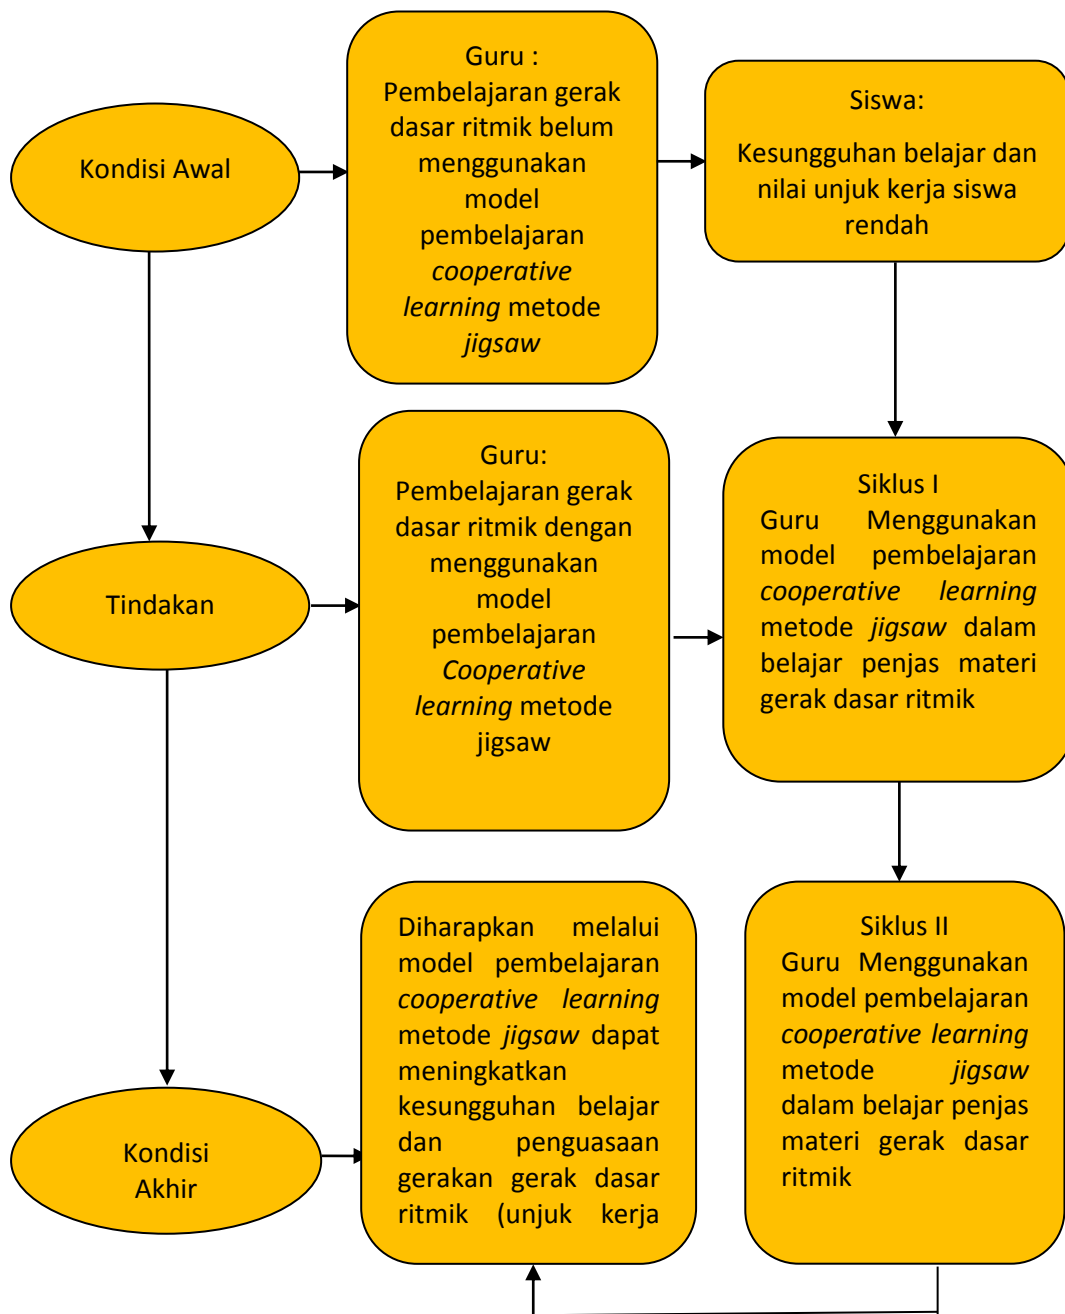 Kondisi Awal
Guru :
Pembelajaran gerak
dasar ritmik belum
menggunakan
model
pembelajaran
cooperative
learning metode
jigsaw
Siswa:
Kesungguhan belajar dan
nilai unjuk kerja siswa
rendah
Tindakan
Guru:
Pembelajaran gerak
dasar ritmik dengan
menggunakan
model
pembelajaran
Cooperative
learning metode
jigsaw
Siklus I
Guru Menggunakan
model pembelajaran
cooperative learning
metode jigsaw dalam
belajar penjas materi
gerak dasar ritmik
Kondisi
Akhir
Diharapkan melalui
model pembelajaran
cooperative learning
metode jigsaw dapat
meningkatkan
kesungguhan belajar
dan penguasaan
gerakan gerak dasar
ritmik (unjuk kerja
Siklus II
Guru Menggunakan
model pembelajaran
cooperative learning
metode jigsaw
dalam belajar penjas
materi gerak dasar
ritmik